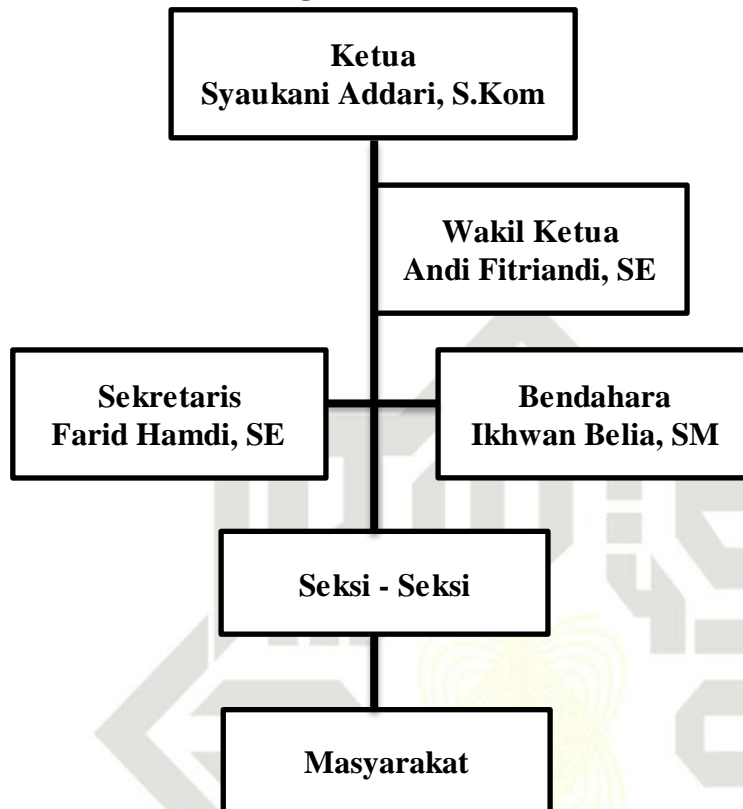 Ketua
Syaukani Addari, S.Kom
Wakil Ketua
Andi Fitriandi, SE
Sekretaris
Farid Hamdi, SE
Bendahara
Ikhwan Belia, SM
Seksi - Seksi
Masyarakat